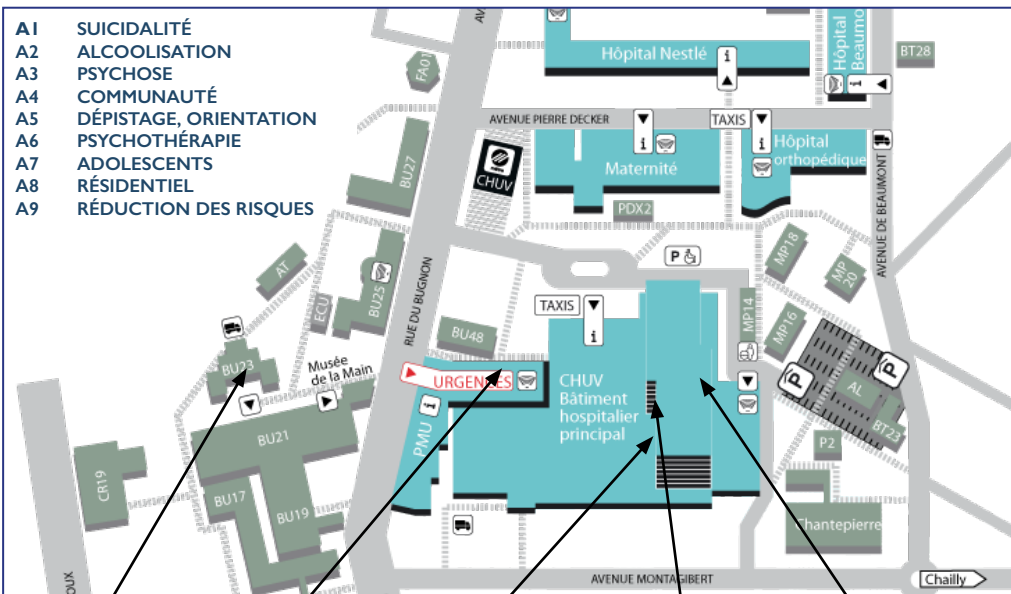 A1 SUICIDALITÉ
A2 ALCOOLISATION
A3 PSYCHOSE
A4 COMMUNAUTÉ
A5 DÉPISTAGE, ORIENTATION
A6 PSYCHOTHÉRAPIE
A7 ADOLESCENTS
A8 RÉSIDENTIEL
A9 RÉDUCTION DES RISQUES
AV
FA01
Hôpital Nestlé
i
Hôpital
Beaumo
i
BT28
AVENUE PIERRE DECKER
TAXIS
BU27
CHUV
i
Maternité
i
Hôpital
orthopédique
PDX2
AVENUE DE BEAUMONT
AT
ECU
BU25
RUE DU BUGNON
P
MP18
MP
20
TAXIS
i
BU48
MP14
MP16
BU23
Musée
de la Main
URGENCES
CHUV
Bâtiment
hospitalier
principal
P
P
AL
BT23
PMU
i
BU21
P2
CR19
BU17
BU19
Chantepierre
OUX
AVENUE MONTAGIBERT
Chailly